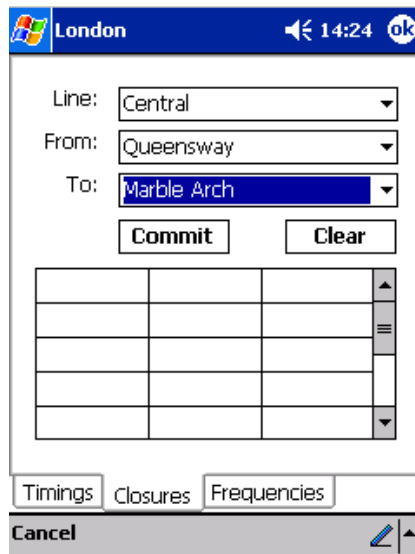 London 14:24 ok
Line: Central
From: Queensway
To: Marble Arch
Commit Clear
Timings Closures Frequencies
Cancel